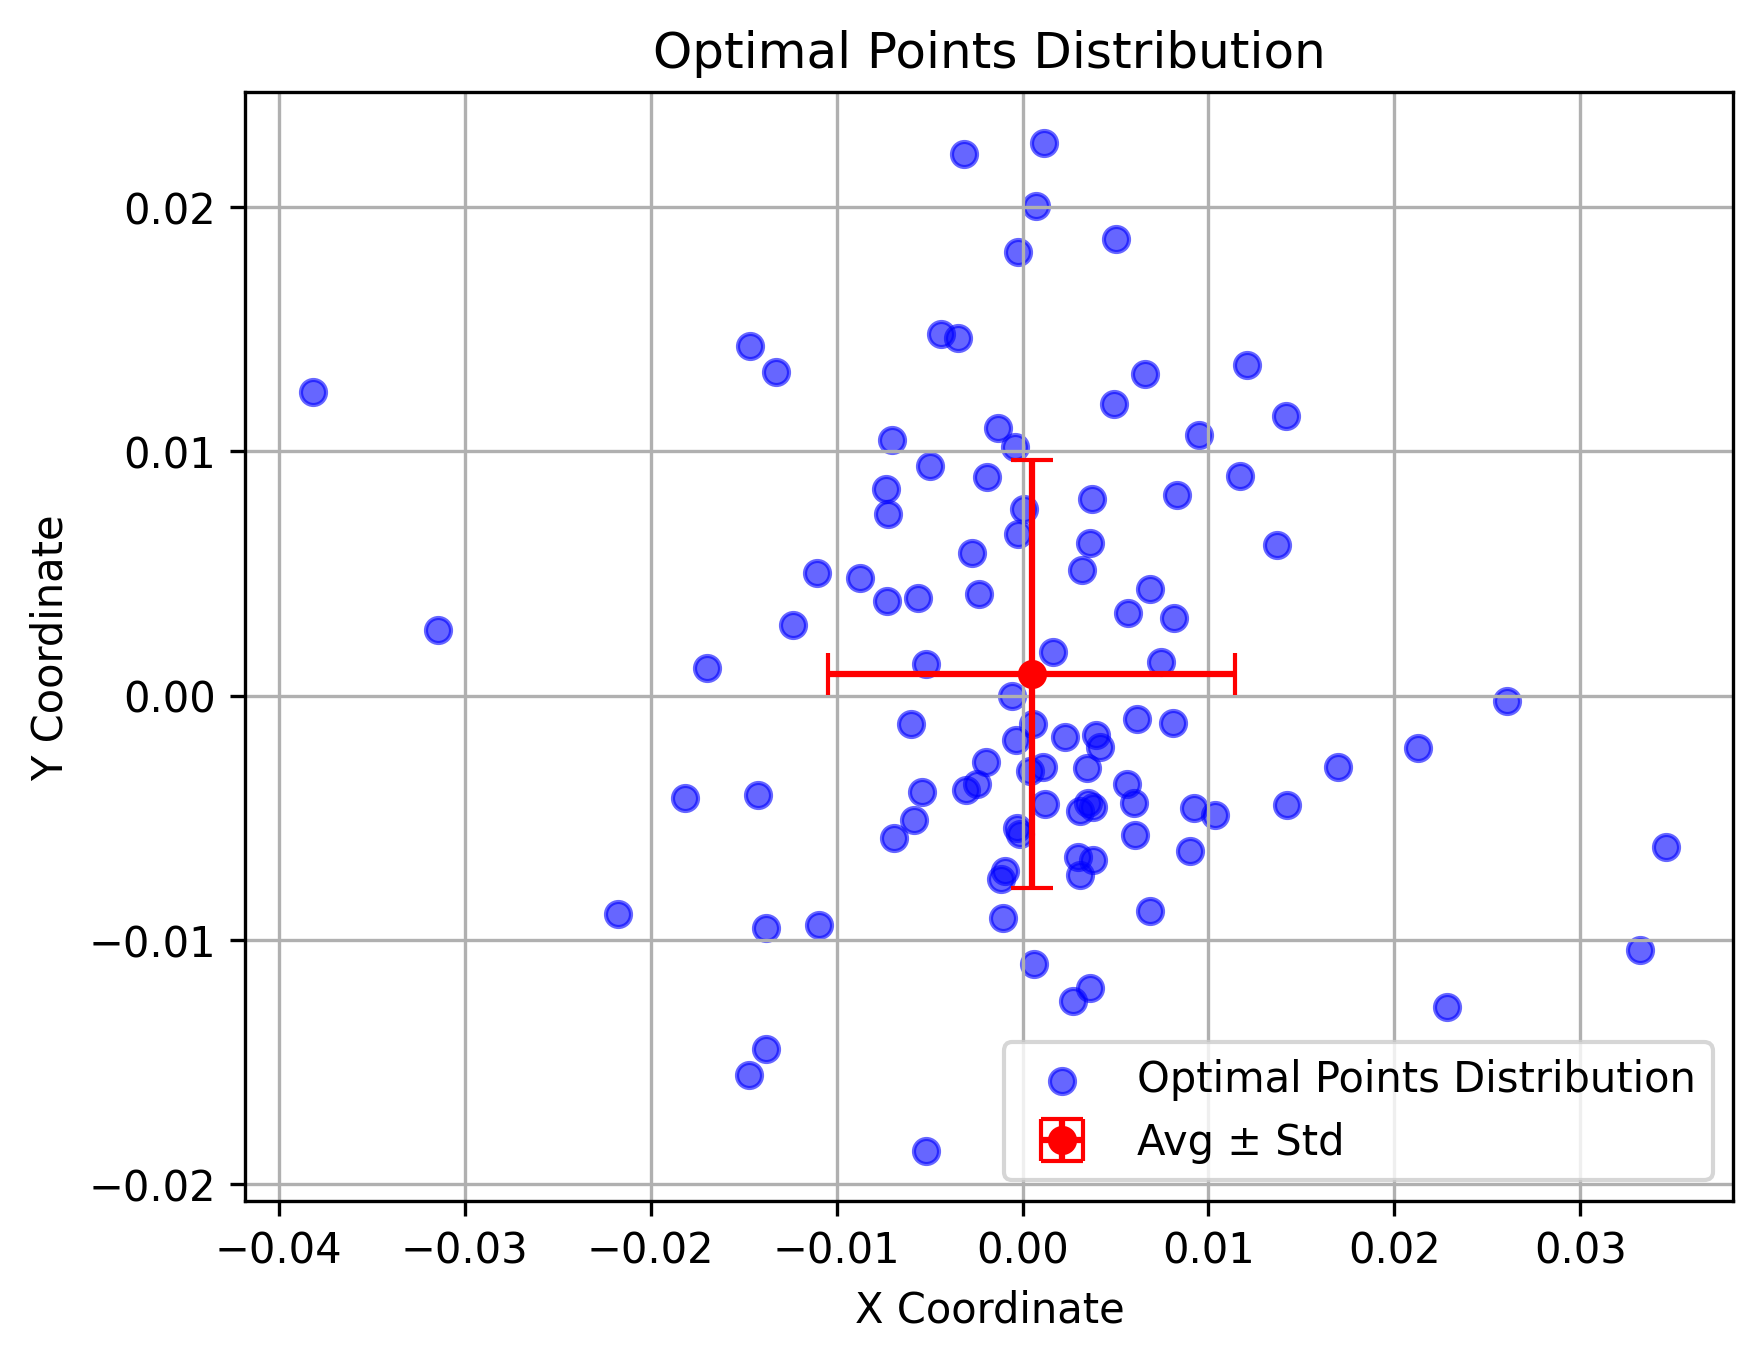 Optimal Points Distribution
Y Coordinate
0.02
0.01
0.00
−0.01
−0.02
Optimal Points Distribution
Avg ± Std
−0.04 −0.03 −0.02 −0.01 0.00 0.01 0.02 0.03
X Coordinate